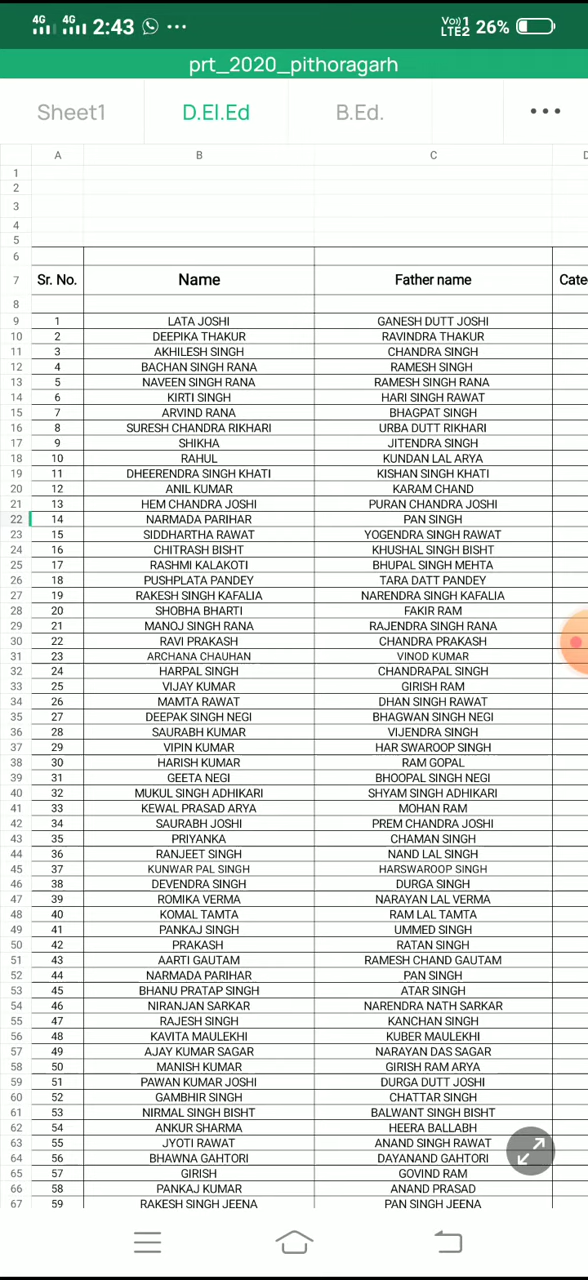 4G 4G 2:43 ... Vo)) 1 LTE2 26%
prt_2020_pithoragarh
Sheet1 D.El.Ed B.Ed. ...
A B C D
1
2
3
4
5
6
7 Sr. No. Name Father name Cate
8
9 1 LATA JOSHI GANESH DUTT JOSHI
10 2 DEEPIKA THAKUR RAVINDRA THAKUR
11 3 AKHILESH SINGH CHANDRA SINGH
12 4 BACHAN SINGH RANA RAMESH SINGH
13 5 NAVEEN SINGH RANA RAMESH SINGH RANA
14 6 KIRTI SINGH HARI SINGH RAWAT
15 7 ARVIND RANA BHAGPAT SINGH
16 8 SURESH CHANDRA RIKHARI URBA DUTT RIKHARI
17 9 SHIKHA JITENDRA SINGH
18 10 RAHUL KUNDAN LAL ARYA
19 11 DHEERENDRA SINGH KHATI KISHAN SINGH KHATI
20 12 ANIL KUMAR KARAM CHAND
21 13 HEM CHANDRA JOSHI PURAN CHANDRA JOSHI
22 14 NARMADA PARIHAR PAN SINGH
23 15 SIDDHARTHA RAWAT YOGENDRA SINGH RAWAT
24 16 CHITRASH BISHT KHUSHAL SINGH BISHT
25 17 RASHMI KALAKOTI BHUPAL SINGH MEHTA
26 18 PUSHPLATA PANDEY TARA DATT PANDEY
27 19 RAKESH SINGH KAFALIA NARENDRA SINGH KAFALIA
28 20 SHOBHA BHARTI FAKIR RAM
29 21 MANOJ SINGH RANA RAJENDRA SINGH RANA
30 22 RAVI PRAKASH CHANDRA PRAKASH
31 23 ARCHANA CHAUHAN VINOD KUMAR
32 24 HARPAL SINGH CHANDRAPAL SINGH
33 25 VIJAY KUMAR GIRISH RAM
34 26 MAMTA RAWAT DHAN SINGH RAWAT
35 27 DEEPAK SINGH NEGI BHAGWAN SINGH NEGI
36 28 SAURABH KUMAR VIJENDRA SINGH
37 29 VIPIN KUMAR HAR SWAROOP SINGH
38 30 HARISH KUMAR RAM GOPAL
39 31 GEETA NEGI BHOOPAL SINGH NEGI
40 32 MUKUL SINGH ADHIKARI SHYAM SINGH ADHIKARI
41 33 KEWAL PRASAD ARYA MOHAN RAM
42 34 SAURABH JOSHI PREM CHANDRA JOSHI
43 35 PRIYANKA CHAMAN SINGH
44 36 RANJEET SINGH NAND LAL SINGH
45 37 KUNWAR PAL SINGH HARSWAROOP SINGH
46 38 DEVENDRA SINGH DURGA SINGH
47 39 ROMIKA VERMA NARAYAN LAL VERMA
48 40 KOMAL TAMTA RAM LAL TAMTA
49 41 PANKAJ SINGH UMMED SINGH
50 42 PRAKASH RATAN SINGH
51 43 AARTI GAUTAM RAMESH CHAND GAUTAM
52 44 NARMADA PARIHAR PAN SINGH
53 45 BHANU PRATAP SINGH ATAR SINGH
54 46 NIRANJAN SARKAR NARENDRA NATH SARKAR
55 47 RAJESH SINGH KANCHAN SINGH
56 48 KAVITA MAULEKHI KUBER MAULEKHI
57 49 AJAY KUMAR SAGAR NARAYAN DAS SAGAR
58 50 MANISH KUMAR GIRISH RAM ARYA
59 51 PAWAN KUMAR JOSHI DURGA DUTT JOSHI
60 52 GAMBHIR SINGH CHATTAR SINGH
61 53 NIRMAL SINGH BISHT BALWANT SINGH BISHT
62 54 ANKUR SHARMA HEERA BALLABH
63 55 JYOTI RAWAT ANAND SINGH RAWAT
64 56 BHAWNA GAHTORI DAYANAND GAHTORI
65 57 GIRISH GOVIND RAM
66 58 PANKAJ KUMAR ANAND PRASAD
67 59 RAKESH SINGH JEENA PAN SINGH JEENA